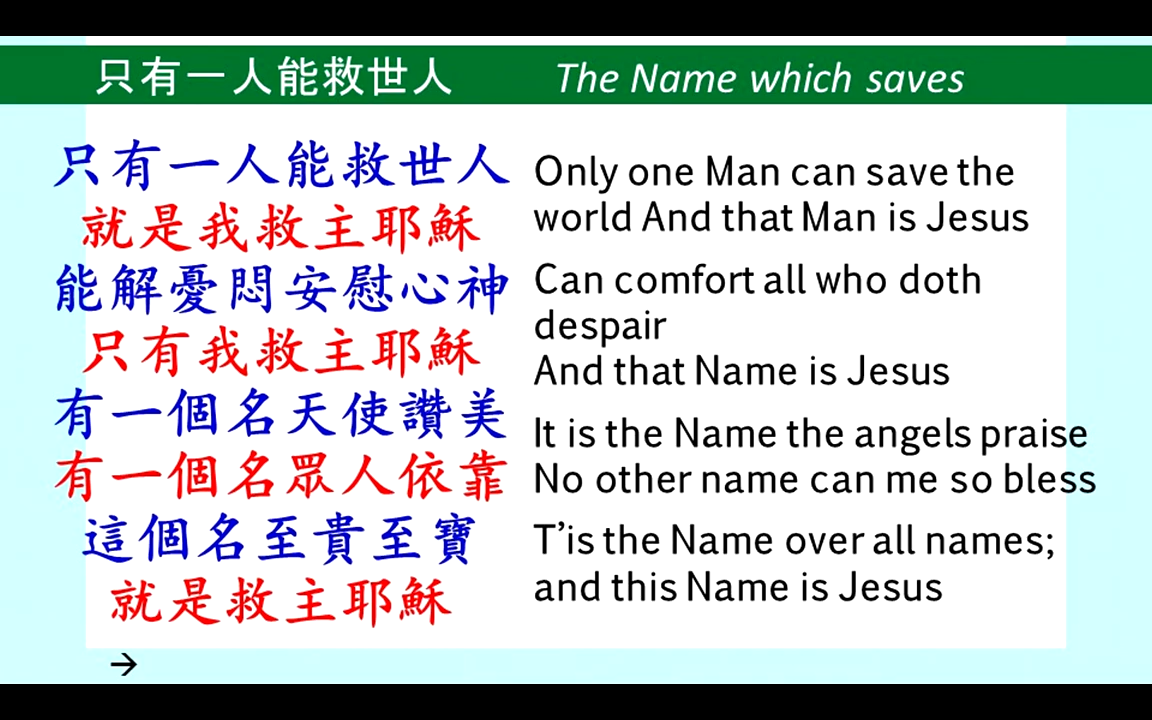 只有一人能救世人 The Name which saves
只有一人能救世人
就是我救主耶穌
能解憂悶安慰心神
只有我救主耶穌
有一個名天使讚美
有一個名眾人依靠
這個名至貴至寶
就是救主耶穌
Only one Man can save the
world And that Man is Jesus
Can comfort all who doth
despair
And that Name is Jesus
It is the Name the angels praise
No other name can me so bless
T’is the Name over all names;
and this Name is Jesus
→